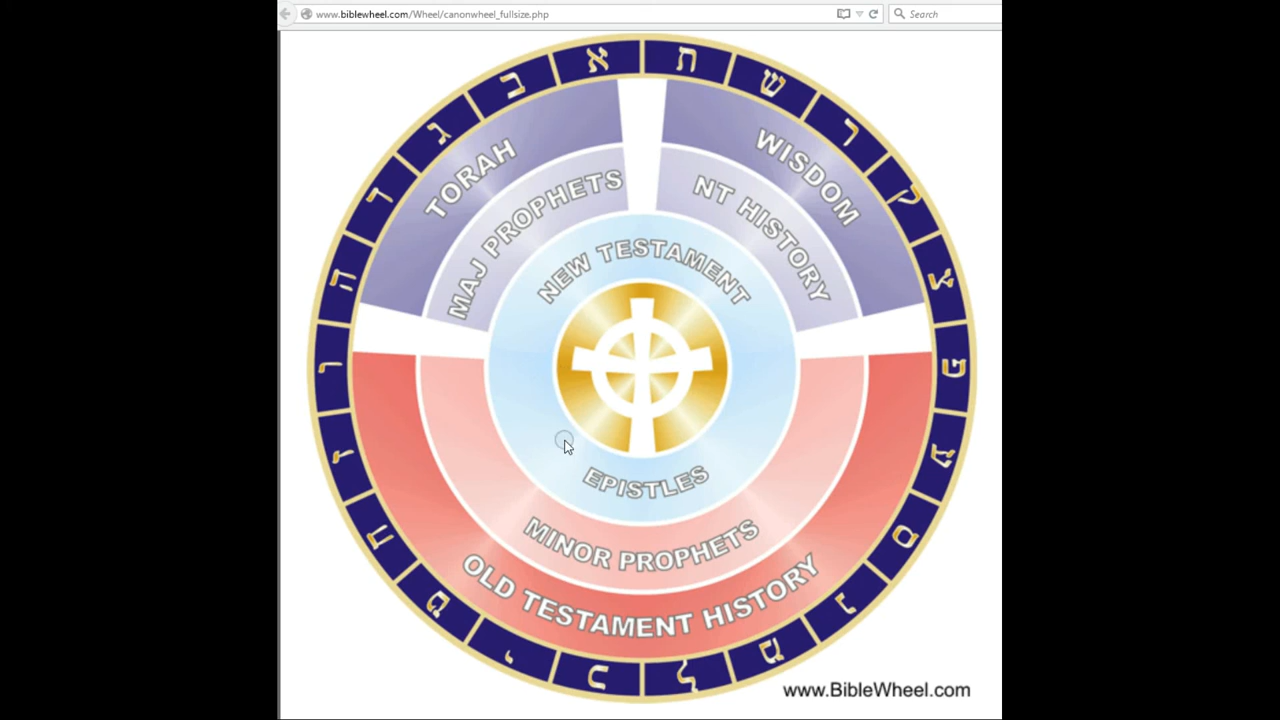 www.biblewheel.com/Wheel/canonwheel_fullsize.php
Search
א
ב
ג
ד
ה
ו
ז
ח
ט
י
כ
ל
מ
נ
ס
ע
פ
צ
ק
ר
ש
ת
TORAH
WISDOM
MAJ PROPHETS
NT HISTORY
NEW TESTAMENT
EPISTLES
MINOR PROPHETS
OLD TESTAMENT HISTORY
www.BibleWheel.com